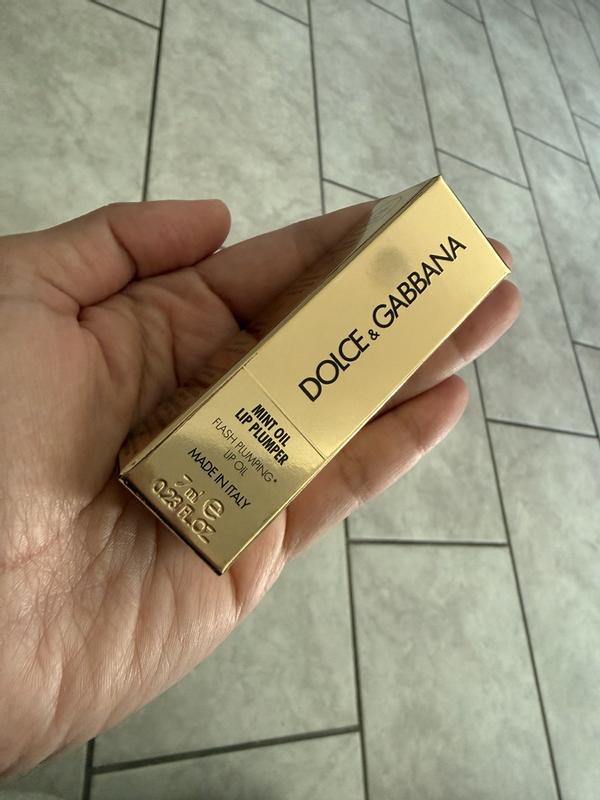 DOLCE & GABBANA
MINT OIL
LIP PLUMPER
FLASH PLUMPING*
LIP OIL
MADE IN ITALY
7 ml ℮
0.23 FL.OZ